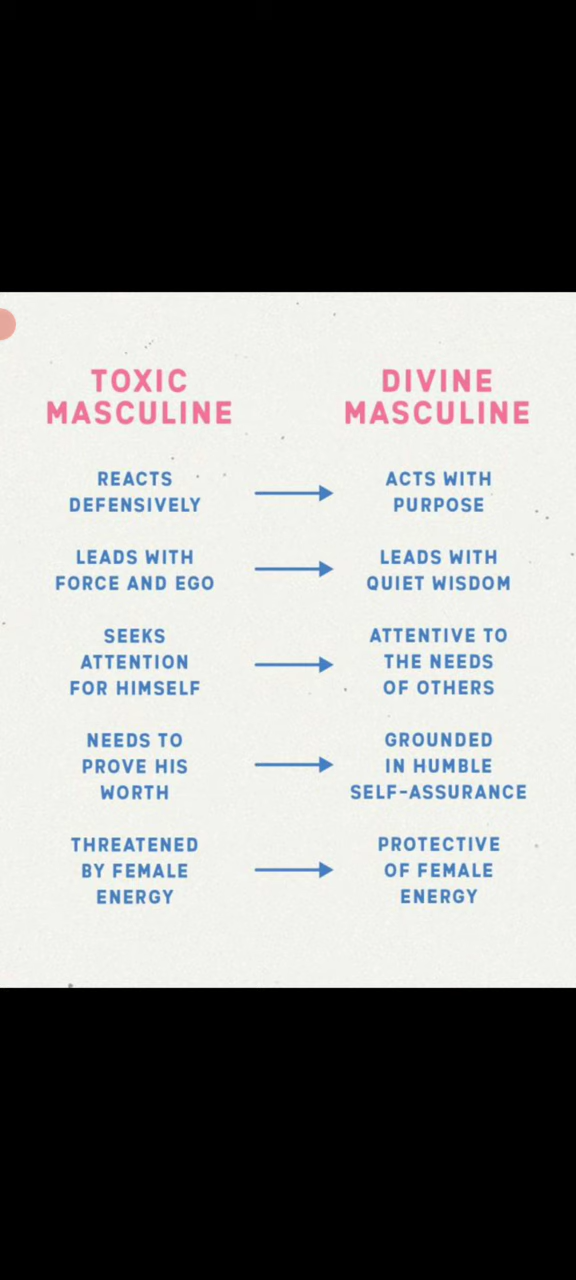 TOXIC
MASCULINE
DIVINE
MASCULINE
REACTS
DEFENSIVELY
ACTS WITH
PURPOSE
LEADS WITH
FORCE AND EGO
LEADS WITH
QUIET WISDOM
SEEKS
ATTENTION
FOR HIMSELF
ATTENTIVE TO
THE NEEDS
OF OTHERS
NEEDS TO
PROVE HIS
WORTH
GROUNDED
IN HUMBLE
SELF-ASSURANCE
THREATENED
BY FEMALE
ENERGY
PROTECTIVE
OF FEMALE
ENERGY